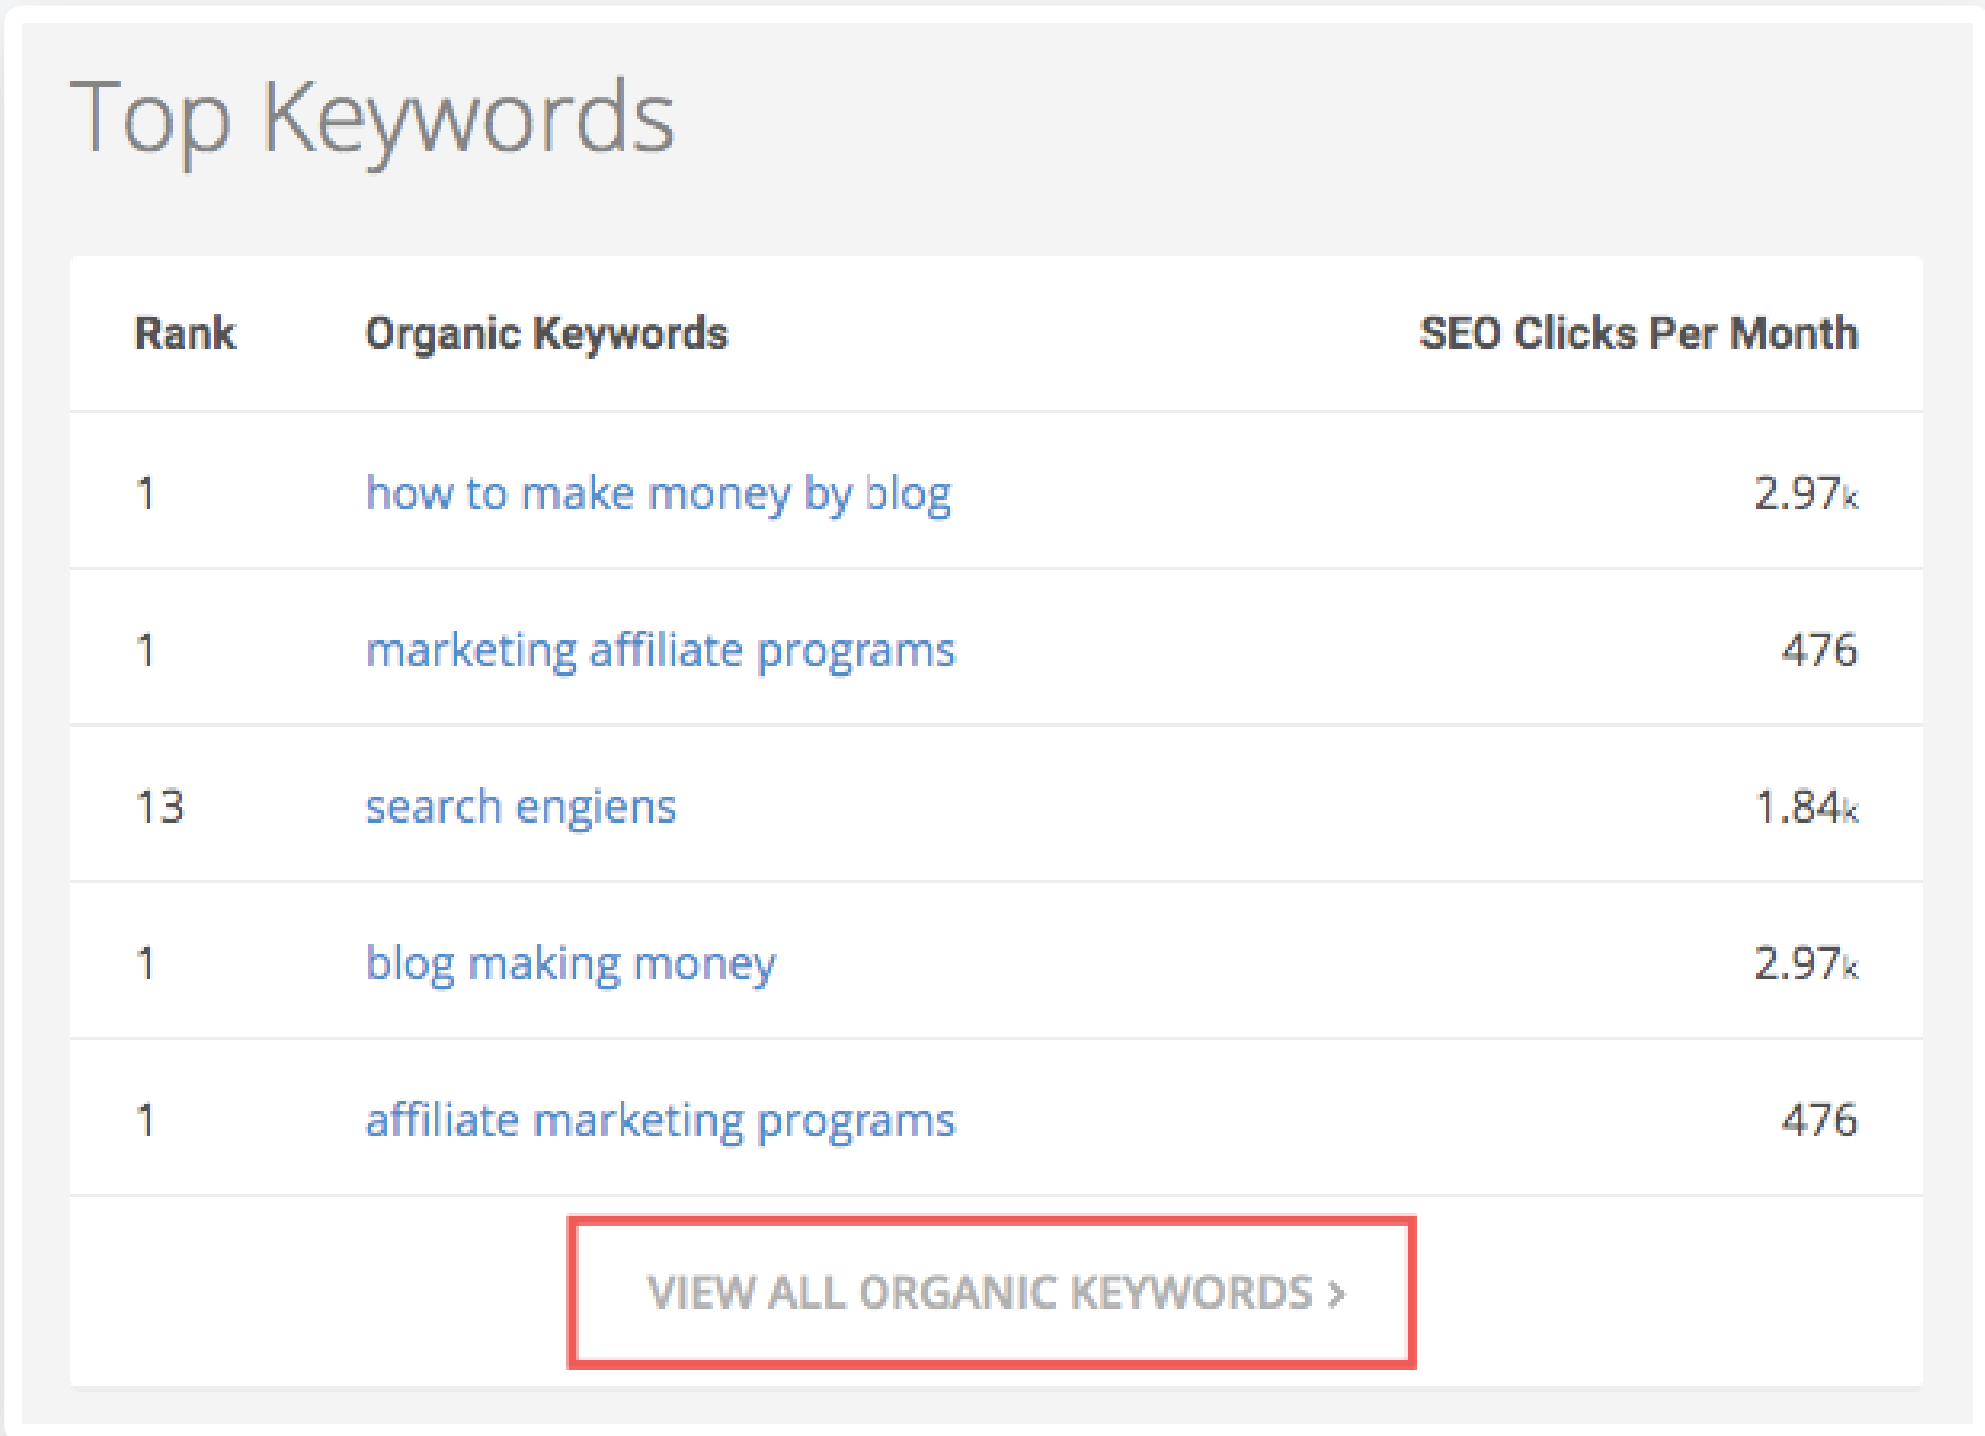 Top Keywords
Rank Organic Keywords SEO Clicks Per Month
1 how to make money by blog 2.97k
1 marketing affiliate programs 476
13 search engiens 1.84k
1 blog making money 2.97k
1 affiliate marketing programs 476
VIEW ALL ORGANIC KEYWORDS >